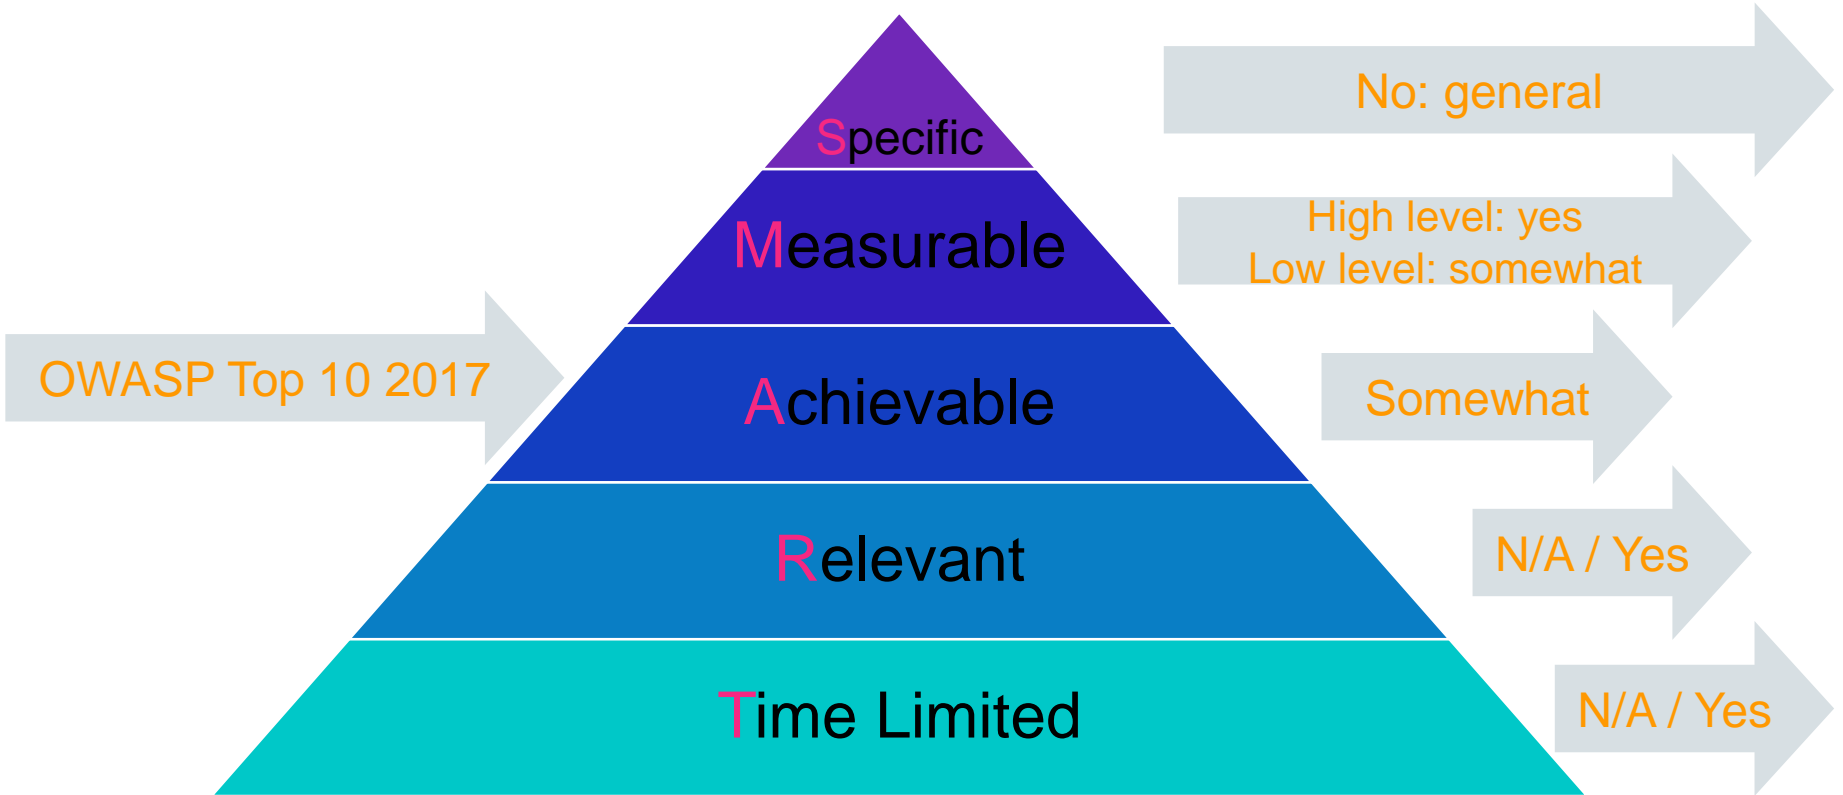 OWASP Top 10 2017
Specific
Measurable
Achievable
Relevant
Time Limited
No: general
High level: yes
Low level: somewhat
Somewhat
N/A / Yes
N/A / Yes